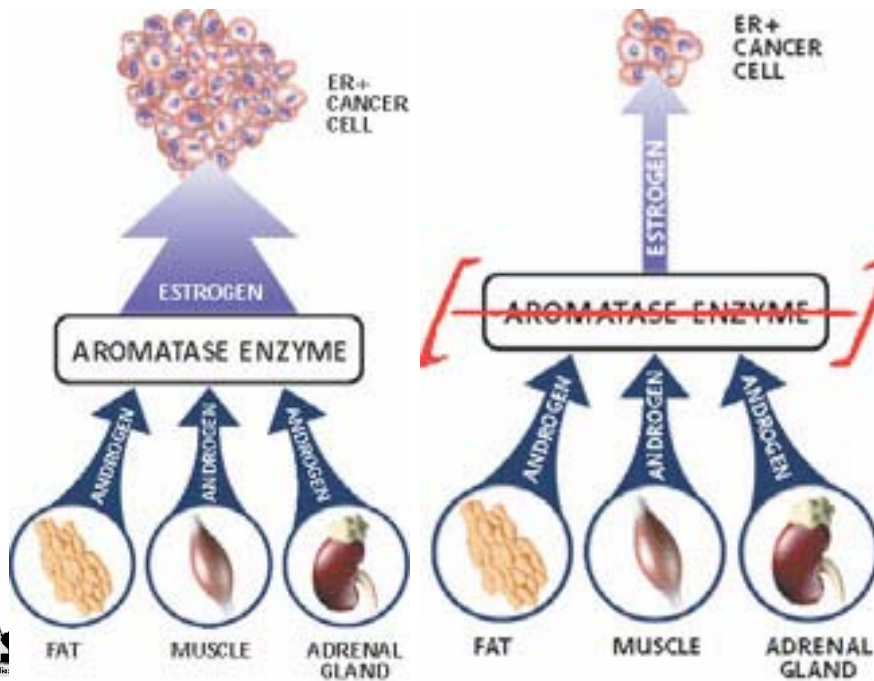 ER+
CANCER
CELL
ESTROGEN
AROMATASE ENZYME
ANDROGEN
ANDROGEN
ANDROGEN
FAT
MUSCLE
ADRENAL
GLAND
ER+
CANCER
CELL
ESTROGEN
AROMATASE ENZYME
ANDROGEN
ANDROGEN
ANDROGEN
FAT
MUSCLE
ADRENAL
GLAND